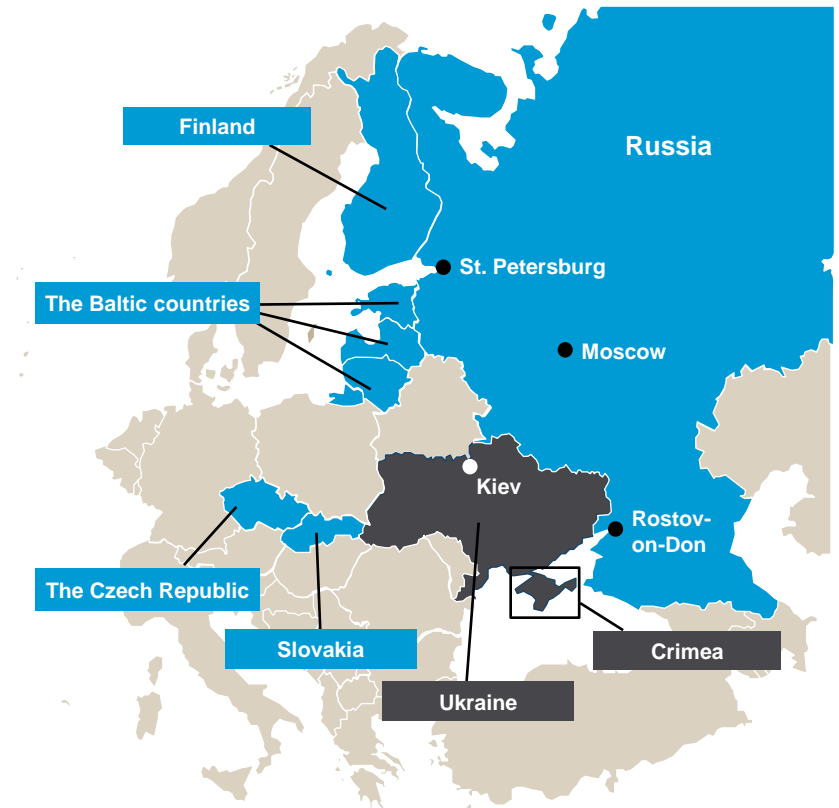 Finland
Russia
St. Petersburg
The Baltic countries
Moscow
Kiev
Rostov-
on-Don
The Czech Republic
Slovakia
Crimea
Ukraine